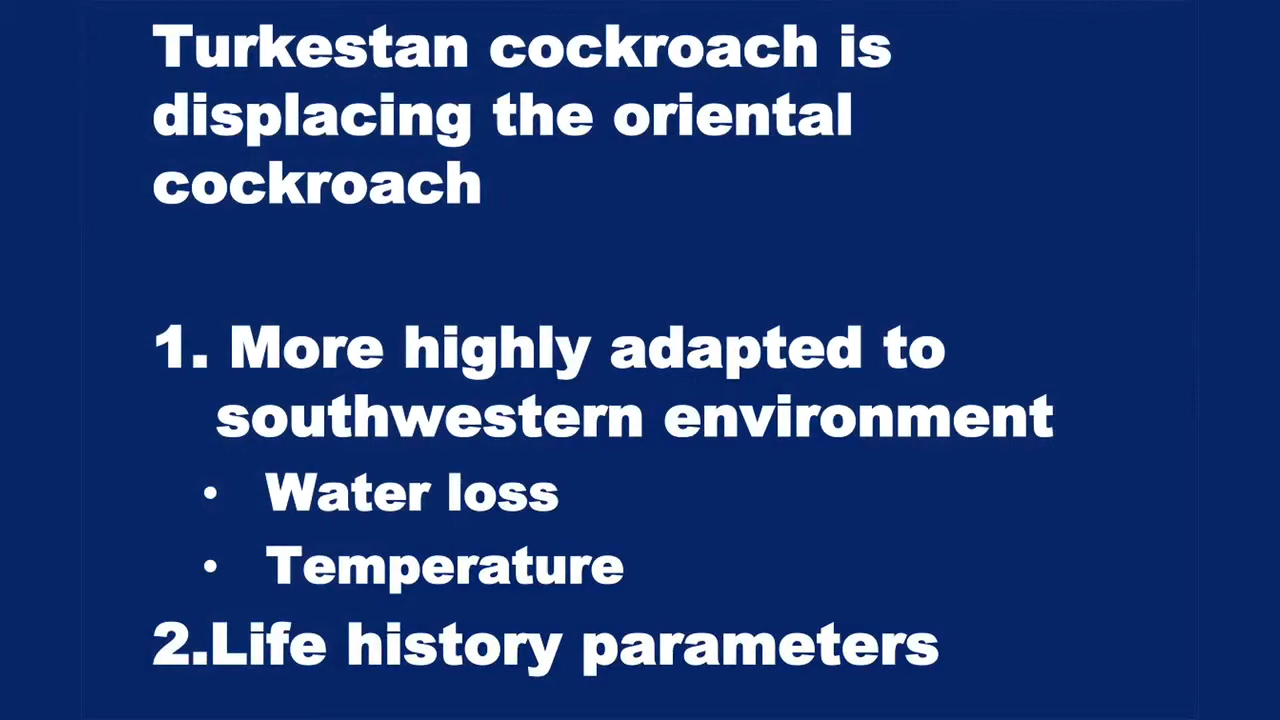 Turkestan cockroach is
displacing the oriental
cockroach
1. More highly adapted to
southwestern environment
• Water loss
• Temperature
2.Life history parameters